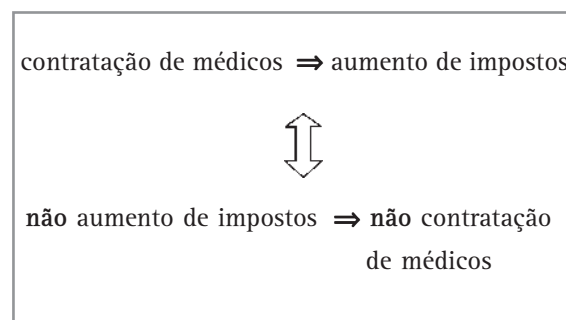 contratação de médicos ⇒ aumento de impostos
não aumento de impostos ⇒ não contratação
de médicos